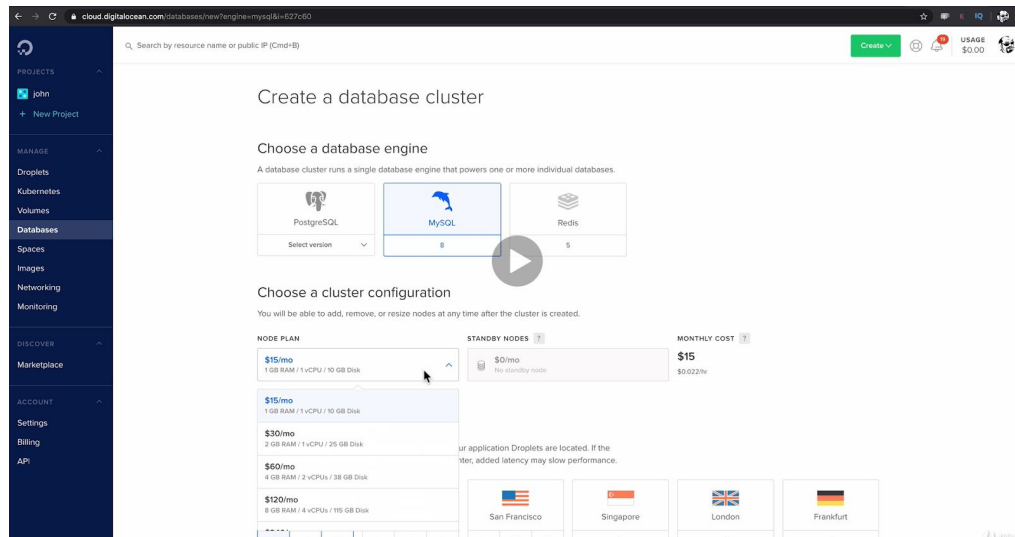 cloud.digitalocean.com/databases/new?engine=mysql&i=627c60
IQ
Search by resource name or public IP (Cmd+B)
Create
19
USAGE
$0.00
PROJECTS
john
+ New Project
MANAGE
Droplets
Kubernetes
Volumes
Databases
Spaces
Images
Networking
Monitoring
DISCOVER
Marketplace
ACCOUNT
Settings
Billing
API
Create a database cluster
Choose a database engine
A database cluster runs a single database engine that powers one or more individual databases.
PostgreSQL
MySQL
Redis
Select version
8
5
Choose a cluster configuration
You will be able to add, remove, or resize nodes at any time after the cluster is created.
NODE PLAN
STANDBY NODES ?
MONTHLY COST ?
$15/mo
1 GB RAM / 1 vCPU / 10 GB Disk
$0/mo
No standby node
$15
$0.022/hr
$15/mo
1 GB RAM / 1 vCPU / 10 GB Disk
$30/mo
2 GB RAM / 1 vCPU / 25 GB Disk
$60/mo
4 GB RAM / 2 vCPUs / 38 GB Disk
$120/mo
8 GB RAM / 4 vCPUs / 115 GB Disk
ur application Droplets are located. If the
nter, added latency may slow performance.
San Francisco
Singapore
London
Frankfurt